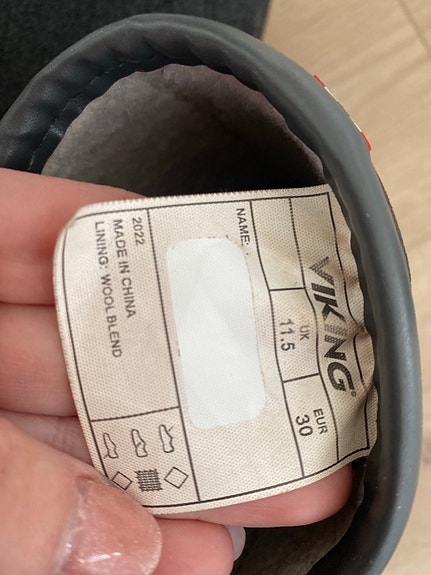 VIKING®
UK
11.5
EUR
30
NAME:
2022
MADE IN CHINA
LINING: WOOL BLEND